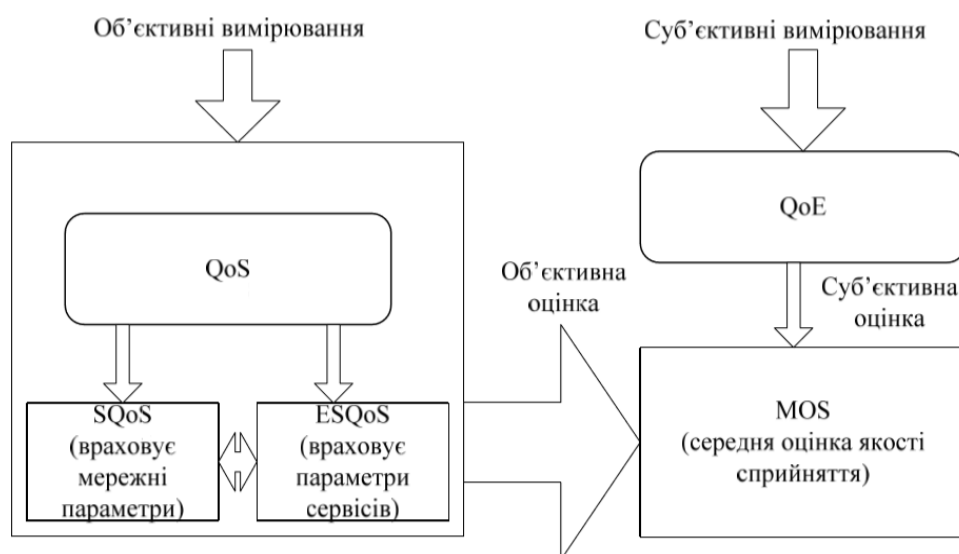 Об’єктивні вимірювання
Суб’єктивні вимірювання
QoS
QoE
Об’єктивна
оцінка
Суб’єктивна
оцінка
SQoS
(враховує
мережні
параметри)
ESQoS
(враховує
параметри
сервісів)
MOS
(середня оцінка якості
сприйняття)